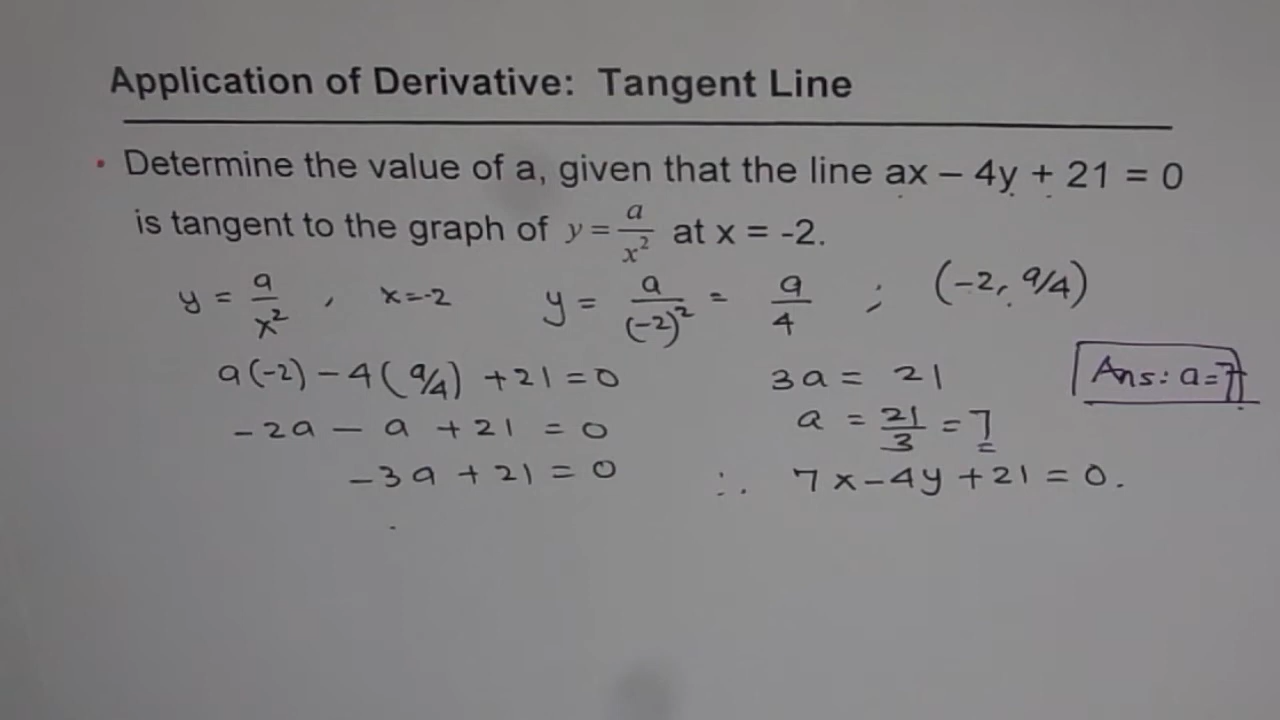 Application of Derivative: Tangent Line
• Determine the value of a, given that the line ax – 4y + 21 = 0
is tangent to the graph of y = a/x² at x = -2.
y = a/x² , x=-2 y = a/(-2)² = a/4 ; (-2, a/4)
a(-2) - 4(a/4) +21 = 0 3a = 21
Ans: a=7
-2a - a +21 = 0 a = 21/3 = 7
-3a + 21 = 0 ∴ 7x-4y+21=0.